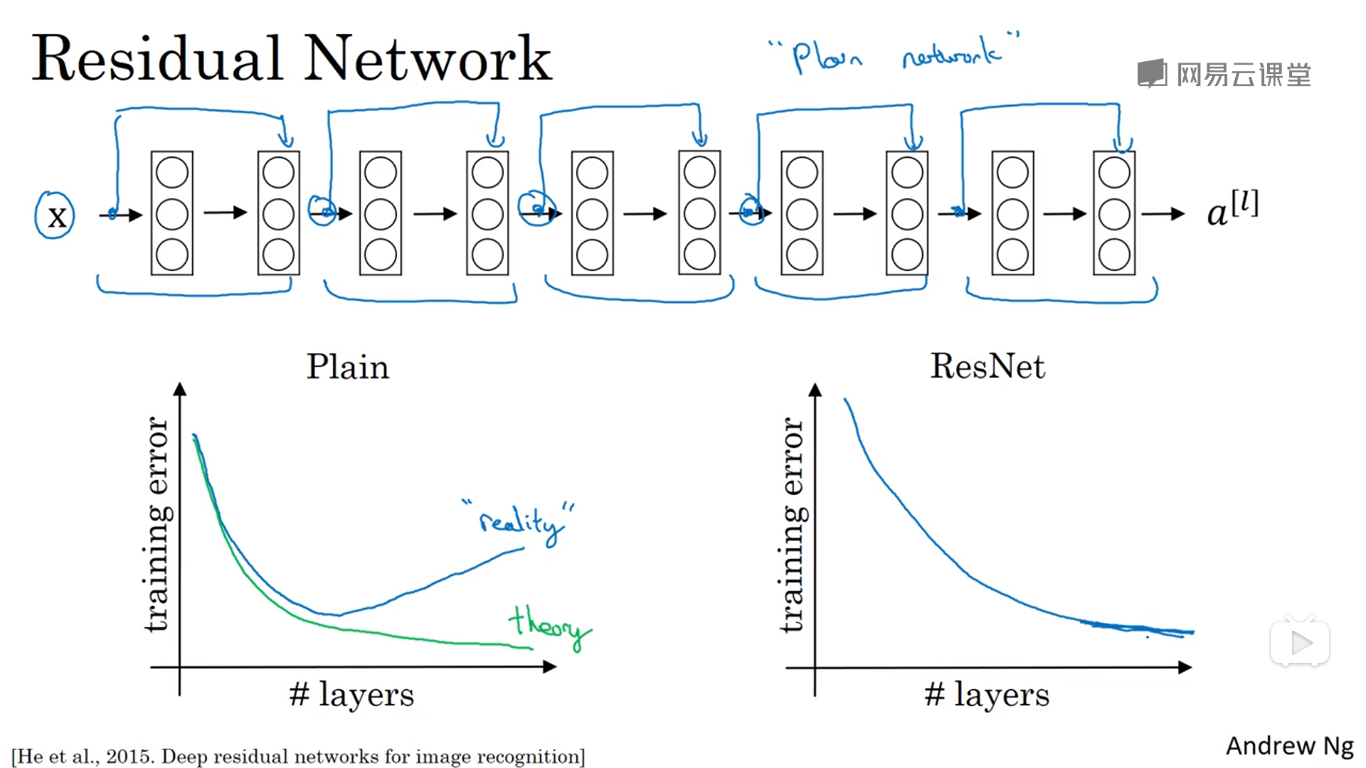 Residual Network
"Plain network"
网易云课堂
x
a[l]
Plain
ResNet
training error
"reality"
theory
# layers
training error
# layers
[He et al., 2015. Deep residual networks for image recognition]
Andrew Ng